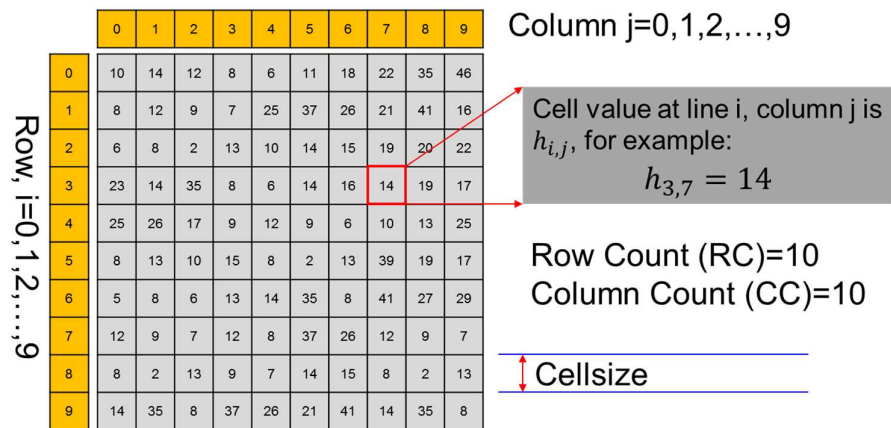 0 1 2 3 4 5 6 7 8 9
Column j=0,1,2,…,9
Row, i=0,1,2,…,9
0 10 14 12 8 6 11 18 22 35 46
1 8 12 9 7 25 37 26 21 41 16
2 6 8 2 13 10 14 15 19 20 22
3 23 14 35 8 6 14 16 14 19 17
4 25 26 17 9 12 9 6 10 13 25
5 8 13 10 15 8 2 13 39 19 17
6 5 8 6 13 14 35 8 41 27 29
7 12 9 7 12 8 37 26 12 9 7
8 8 2 13 9 7 14 15 8 2 13
9 14 35 8 37 26 21 41 14 35 8
Cell value at line i, column j is
h_{i,j}, for example:
h_{3,7} = 14
Row Count (RC)=10
Column Count (CC)=10
Cellsize